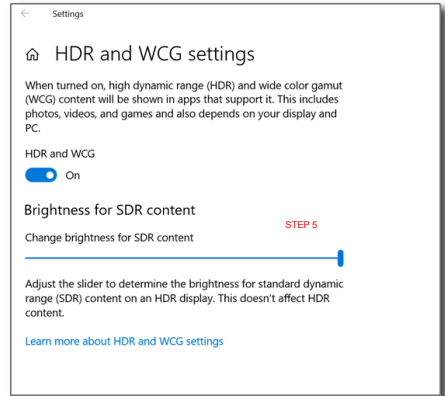 Settings
HDR and WCG settings
When turned on, high dynamic range (HDR) and wide color gamut
(WCG) content will be shown in apps that support it. This includes
photos, videos, and games and also depends on your display and
PC.
HDR and WCG
On
Brightness for SDR content
STEP 5
Change brightness for SDR content
Adjust the slider to determine the brightness for standard dynamic
range (SDR) content on an HDR display. This doesn't affect HDR
content.
Learn more about HDR and WCG settings